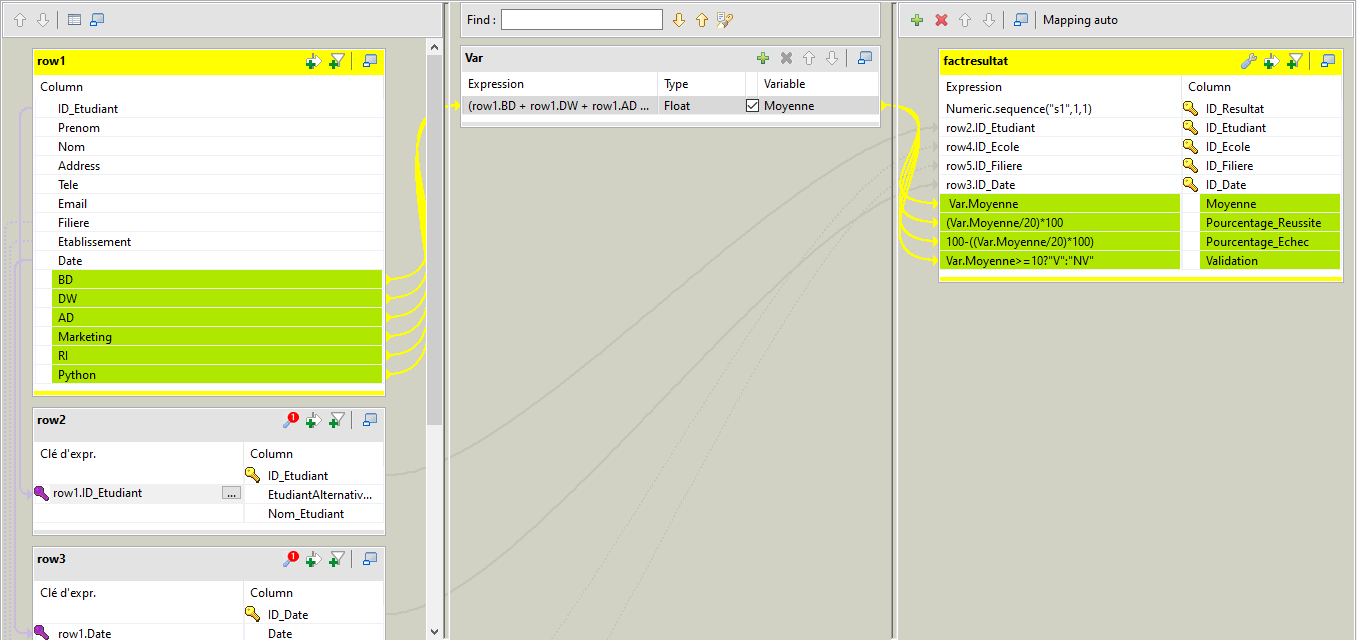 row1
Column
ID_Etudiant
Prenom
Nom
Address
Tele
Email
Filiere
Etablissement
Date
BD
DW
AD
Marketing
RI
Python
row2
1
Clé d'expr. Column
ID_Etudiant
row1.ID_Etudiant ... EtudiantAlternativ...
Nom_Etudiant
row3
1
Clé d'expr. Column
ID_Date
row1.Date Date
Find :
Var
Expression Type Variable
(row1.BD + row1.DW + row1.AD ... Float Moyenne
Mapping auto
factresultat
Expression Column
Numeric.sequence("s1",1,1) ID_Resultat
row2.ID_Etudiant ID_Etudiant
row4.ID_Ecole ID_Ecole
row5.ID_Filiere ID_Filiere
row3.ID_Date ID_Date
Var.Moyenne Moyenne
(Var.Moyenne/20)*100 Pourcentage_Reussite
100-((Var.Moyenne/20)*100) Pourcentage_Echec
Var.Moyenne>=10?"V":"NV" Validation